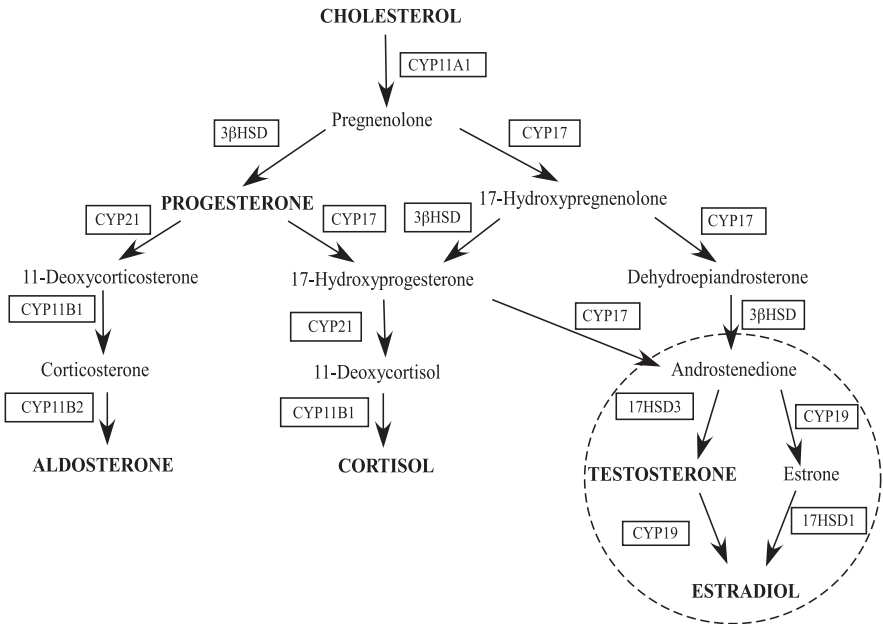 CHOLESTEROL
CYP11A1
Pregnenolone
3βHSD
CYP17
PROGESTERONE
17-Hydroxypregnenolone
CYP21
CYP17
3βHSD
CYP17
11-Deoxycorticosterone
17-Hydroxyprogesterone
Dehydroepiandrosterone
CYP11B1
CYP21
CYP17
3βHSD
Corticosterone
11-Deoxycortisol
Androstenedione
CYP11B2
CYP11B1
17HSD3
CYP19
ALDOSTERONE
CORTISOL
TESTOSTERONE
Estrone
CYP19
17HSD1
ESTRADIOL